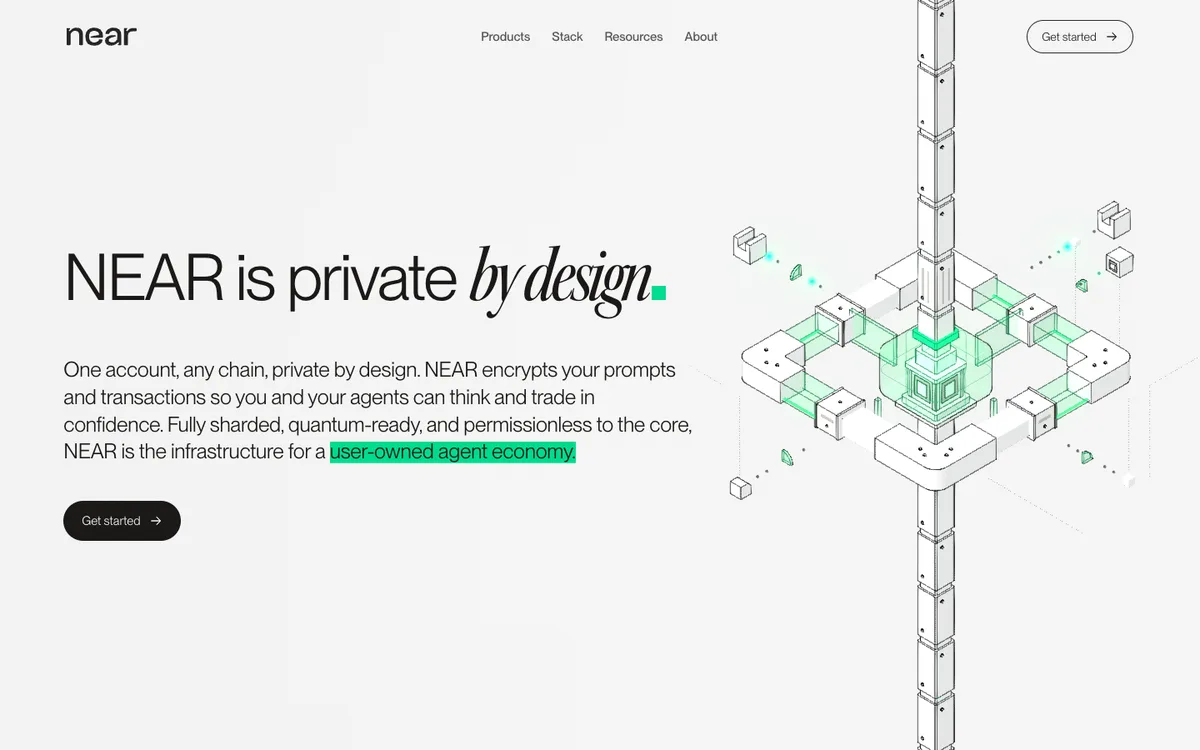 near
Products
Stack
Resources
About
Get started
NEAR is private by design.
One account, any chain, private by design. NEAR encrypts your prompts
and transactions so you and your agents can think and trade in
confidence. Fully sharded, quantum-ready, and permissionless to the core,
NEAR is the infrastructure for a user-owned agent economy.
Get started